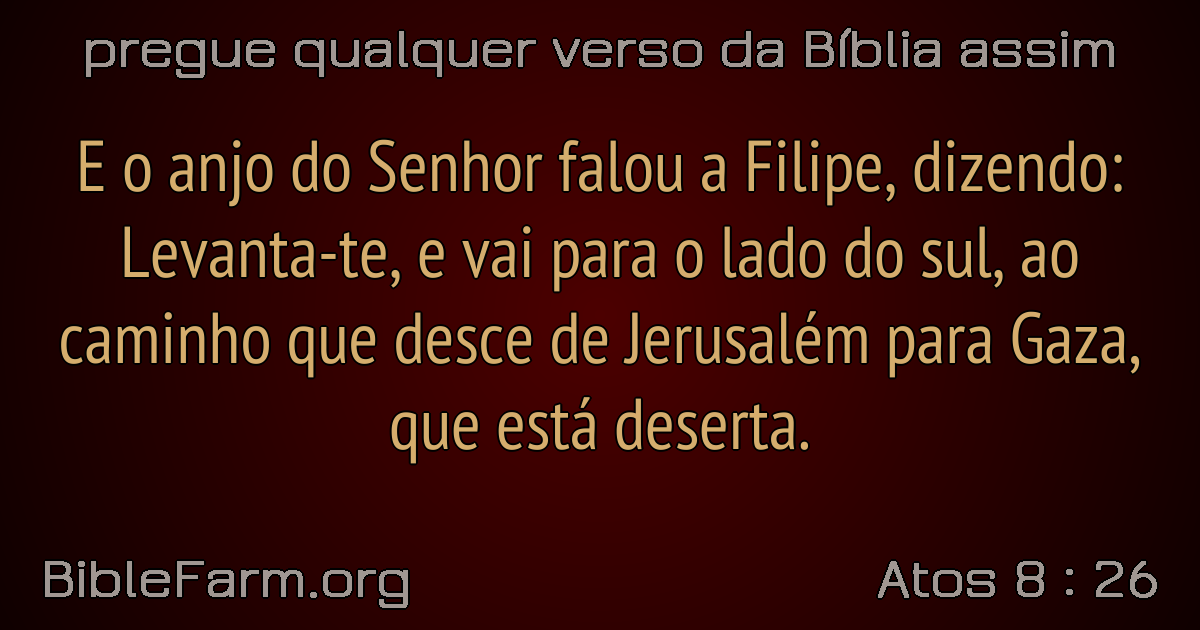 pregue qualquer verso da Bíblia assim
E o anjo do Senhor falou a Filipe, dizendo:
Levanta-te, e vai para o lado do sul, ao
caminho que desce de Jerusalém para Gaza,
que está deserta.
BibleFarm.org
Atos 8 : 26